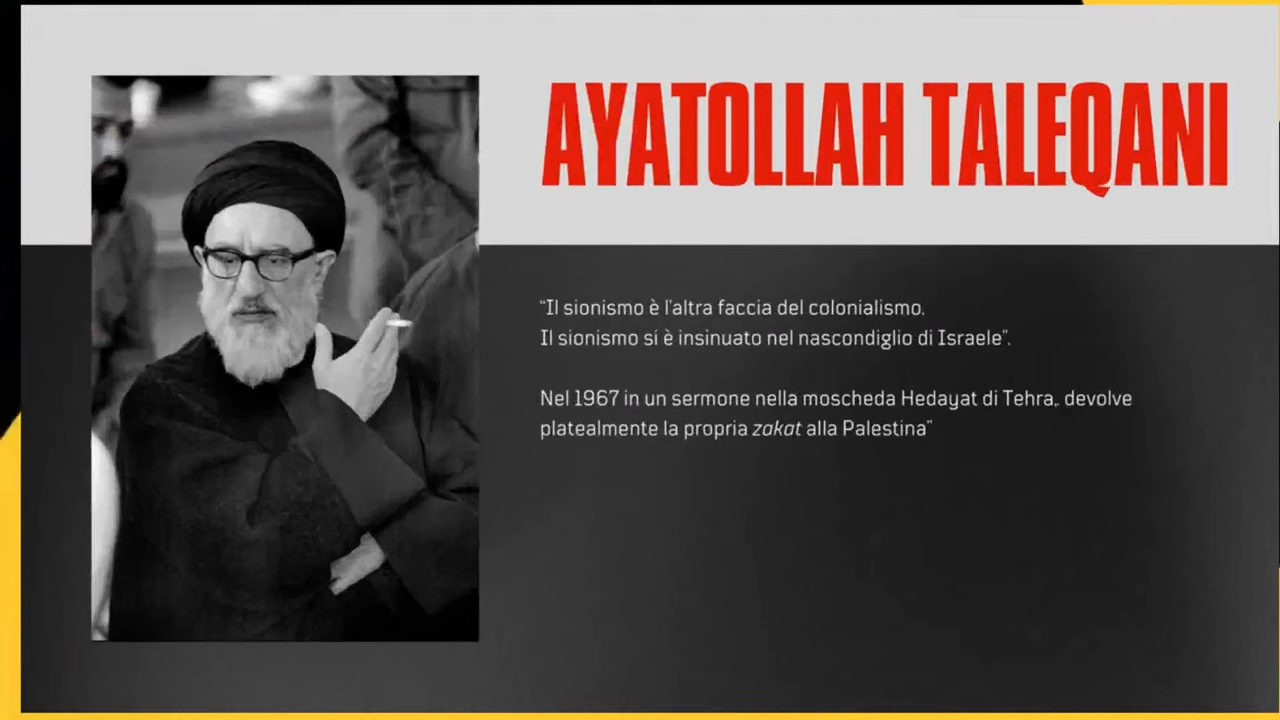 AYATOLLAH TALEQANI
“Il sionismo è l'altra faccia del colonialismo.
Il sionismo si è insinuato nel nascondiglio di Israele”.
Nel 1967 in un sermone nella moscheda Hedayat di Tehra,. devolve
platealmente la propria zakat alla Palestina”